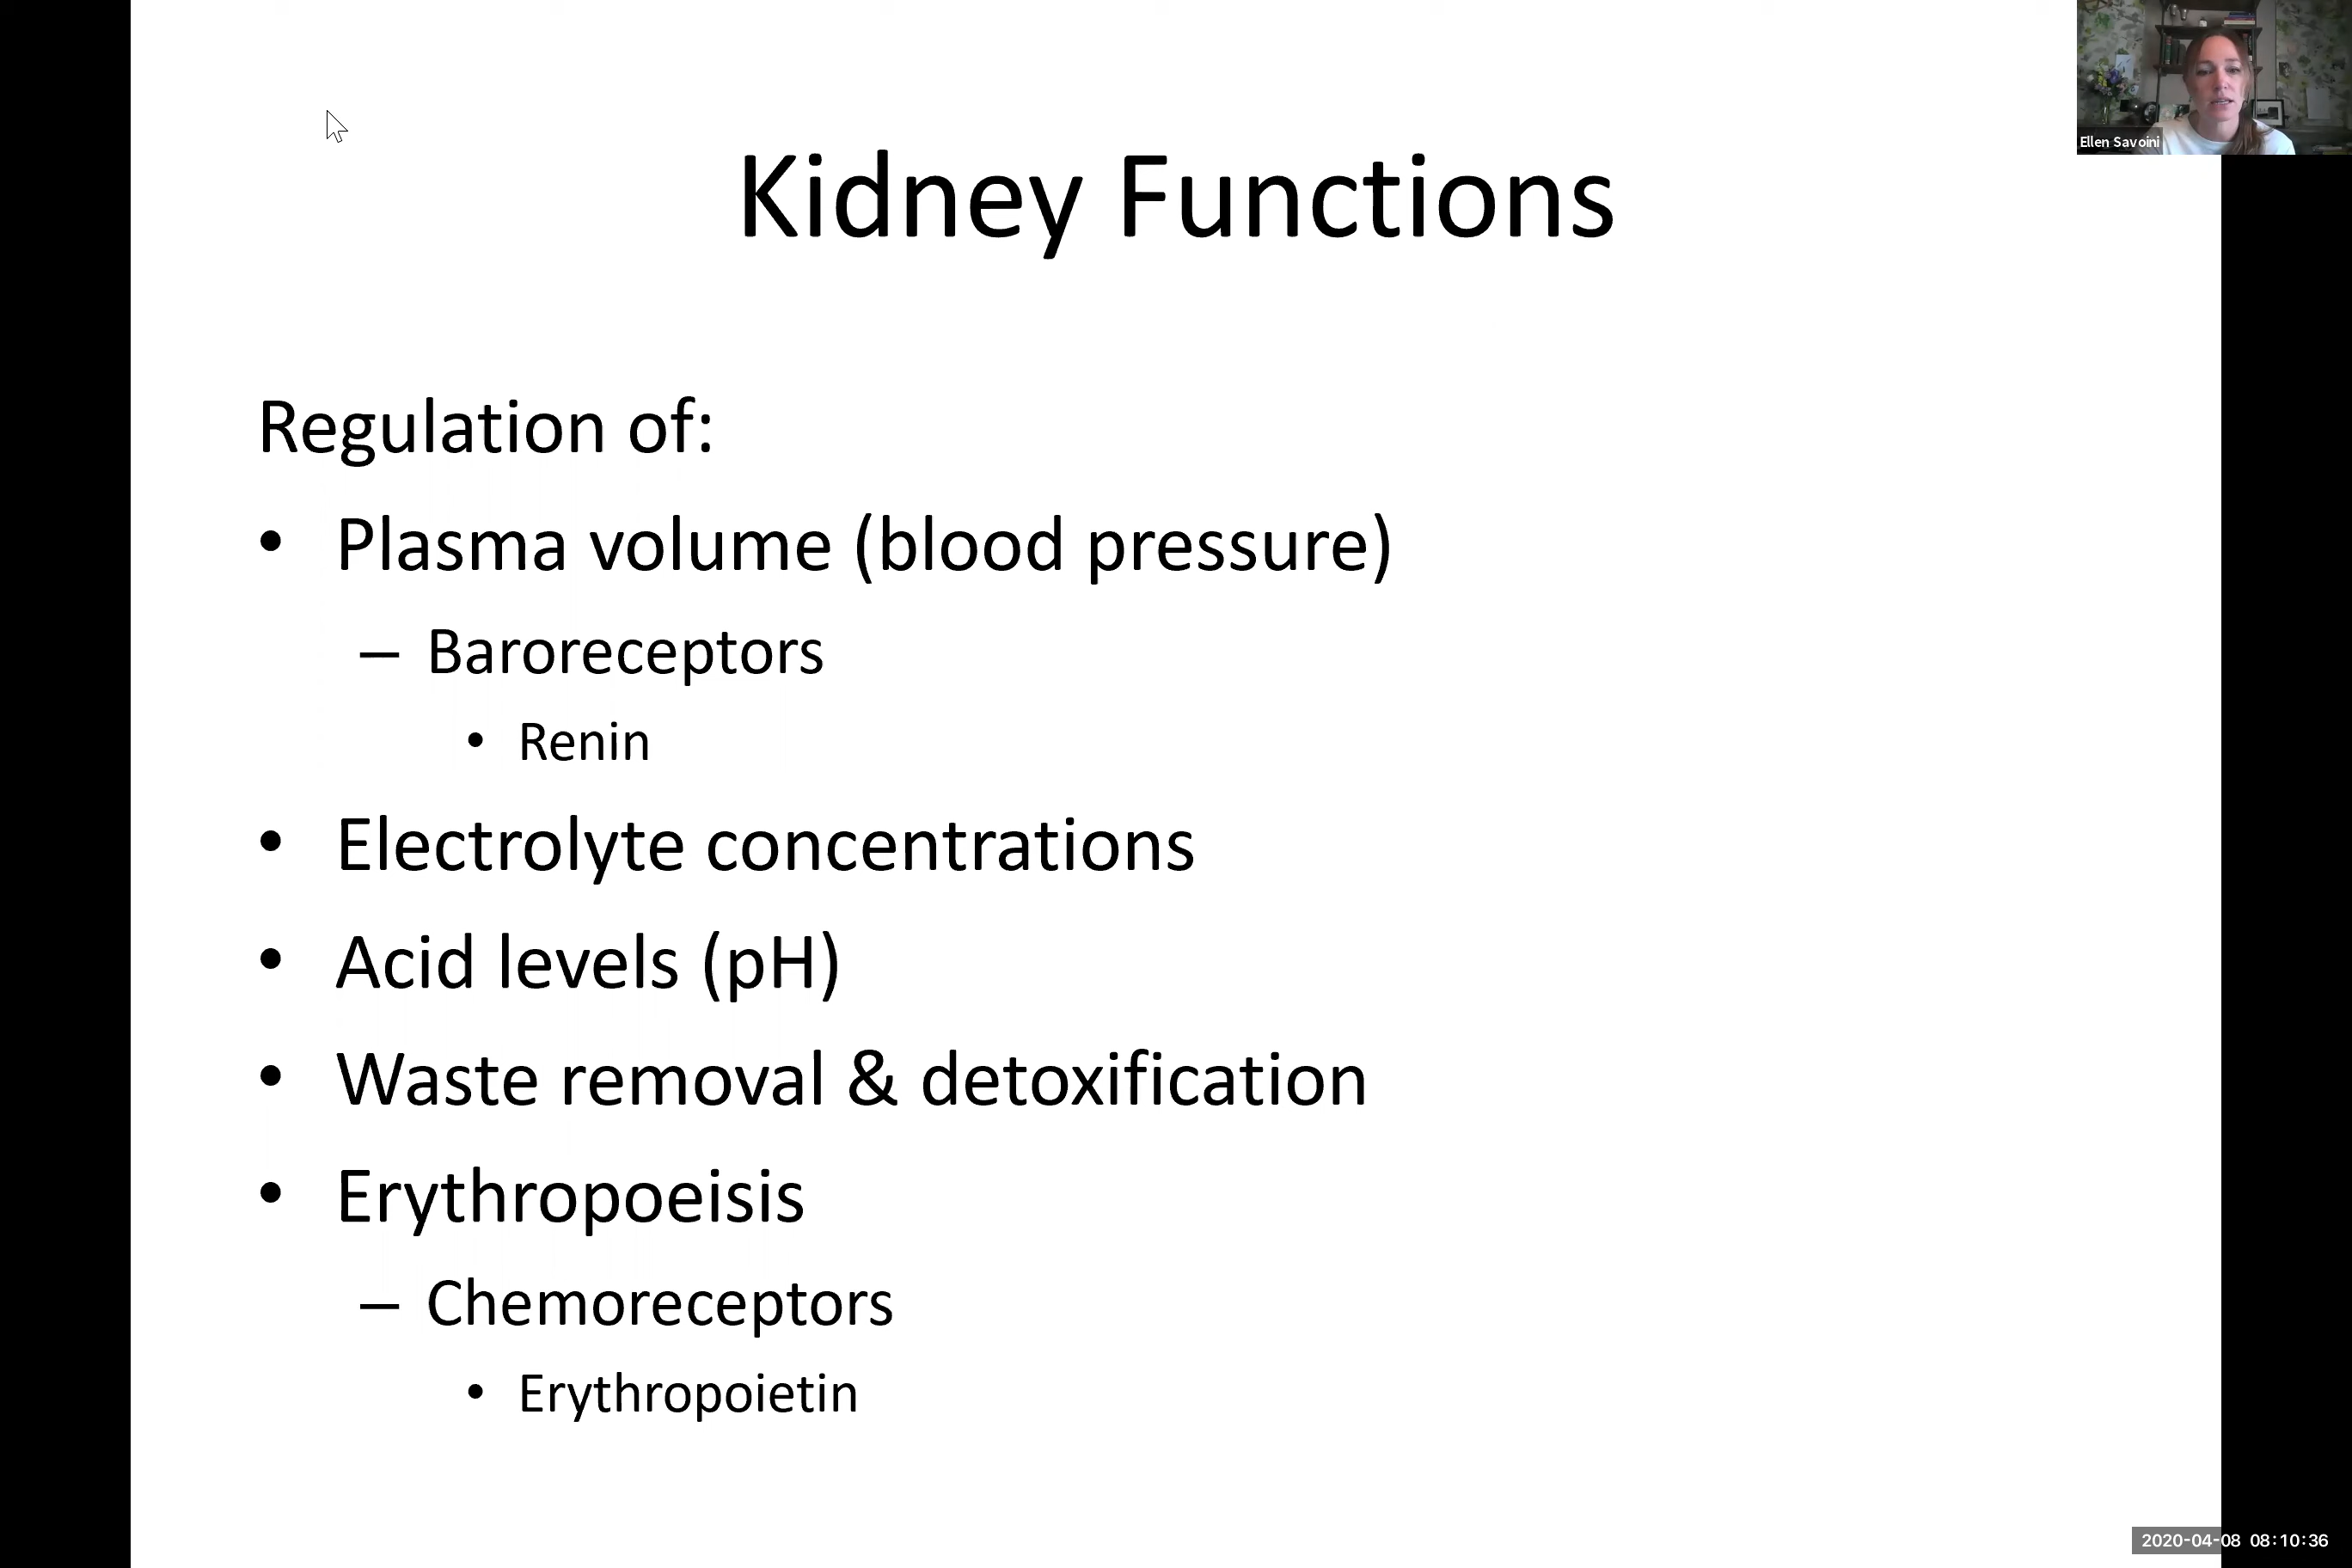 Ellen Savoini
Kidney Functions
Regulation of:
• Plasma volume (blood pressure)
– Baroreceptors
• Renin
• Electrolyte concentrations
• Acid levels (pH)
• Waste removal & detoxification
• Erythropoeisis
– Chemoreceptors
• Erythropoietin
2020-04-08 08:10:36